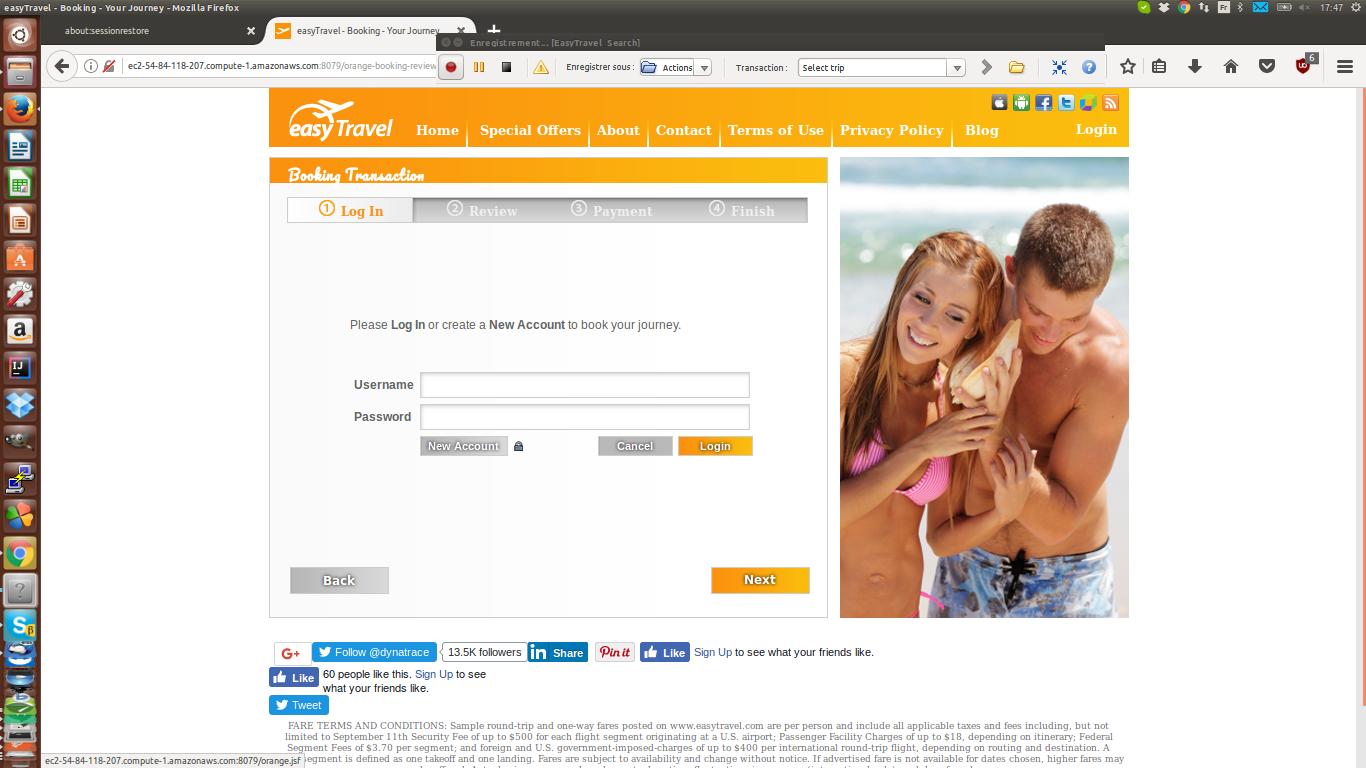 easyTravel - Booking - Your Journey - Mozilla Firefox
Fr
17:47
about:sessionrestore
easyTravel - Booking - Your Journey
Enregistrement... [EasyTravel Search]
ec2-54-84-118-207.compute-1.amazonaws.com:8079/orange-booking-review
Enregistrer sous :
Actions
Transaction :
Select trip
6
easyTravel
Home
Special Offers
About
Contact
Terms of Use
Privacy Policy
Blog
Login
Booking Transaction
1 Log In
2 Review
3 Payment
4 Finish
Please Log In or create a New Account to book your journey.
Username
Password
New Account
Cancel
Login
Back
Next
G+
Follow @dynatrace
13.5K followers
in Share
Pin it
Like
Sign Up to see what your friends like.
Like
60 people like this. Sign Up to see
what your friends like.
Tweet
FARE TERMS AND CONDITIONS: Sample round-trip and one-way fares posted on www.easytravel.com are per person and include all applicable taxes and fees including, but not
limited to September 11th Security Fee of up to $500 for each flight segment originating at a U.S. airport; Passenger Facility Charges of up to $18, depending on itinerary; Federal
Segment Fees of $3.70 per segment; and foreign and U.S. government-imposed-charges of up to $400 per international round-trip flight, depending on routing and destination. A
segment is defined as one takeoff and one landing. Fares are subject to availability and change without notice. If advertised fare is not available for dates chosen, higher fares may
ec2-54-84-118-207.compute-1.amazonaws.com:8079/orange.jsf